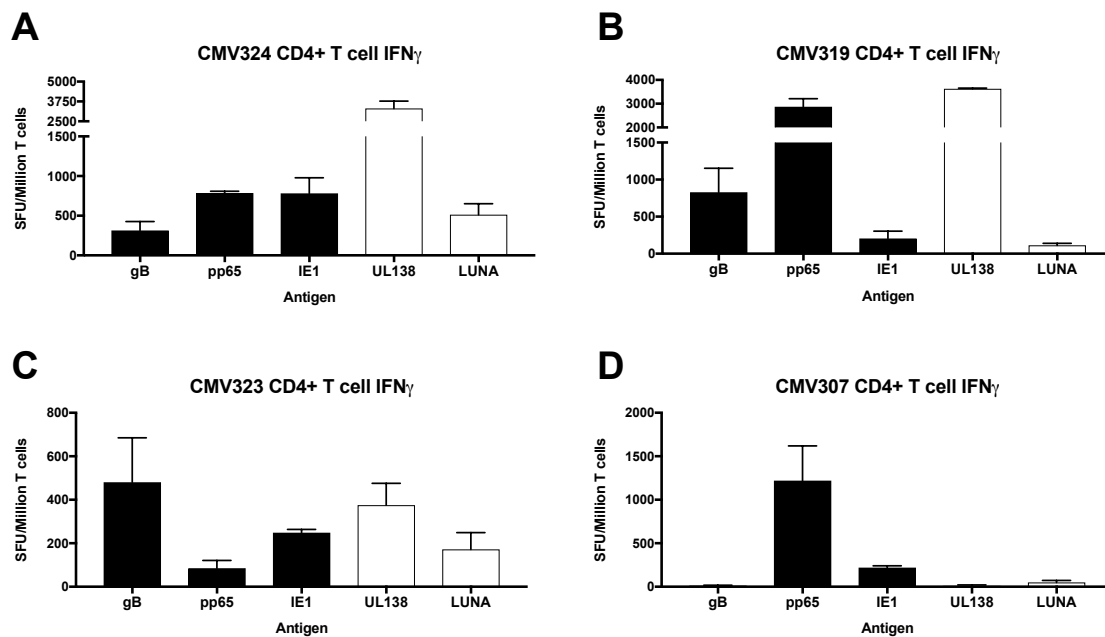 A
CMV324 CD4+ T cell IFNγ
SFU/Million T cells
5000
3750
2500
1500
1000
500
0
gB pp65 IE1 UL138 LUNA
Antigen
B
CMV319 CD4+ T cell IFNγ
SFU/Million T cells
4000
3000
2000
1500
1000
500
0
gB pp65 IE1 UL138 LUNA
Antigen
C
CMV323 CD4+ T cell IFNγ
SFU/Million T cells
800
600
400
200
0
gB pp65 IE1 UL138 LUNA
Antigen
D
CMV307 CD4+ T cell IFNγ
SFU/Million T cells
2000
1500
1000
500
0
gB pp65 IE1 UL138 LUNA
Antigen